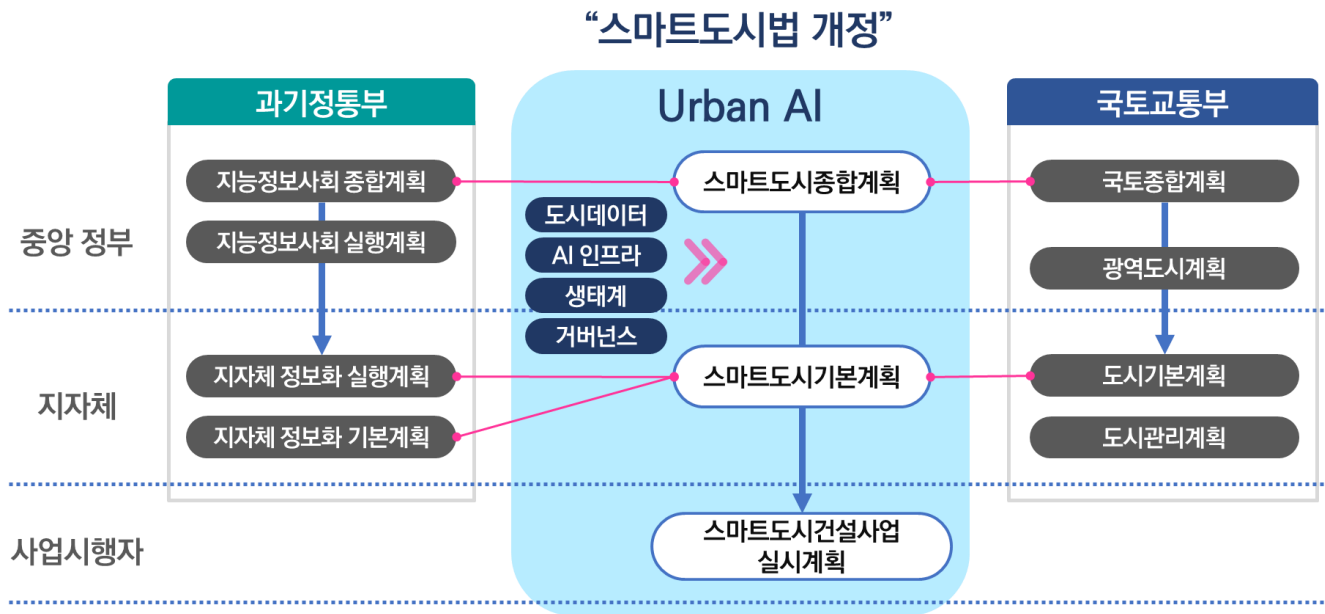 “스마트도시법 개정”
과기정통부
Urban AI
국토교통부
지능정보사회 종합계획
스마트도시종합계획
국토종합계획
도시데이터
중앙 정부
지능정보사회 실행계획
AI 인프라
광역도시계획
생태계
거버넌스
지자체
지자체 정보화 실행계획
스마트도시기본계획
도시기본계획
지자체 정보화 기본계획
도시관리계획
사업시행자
스마트도시건설사업
실시계획